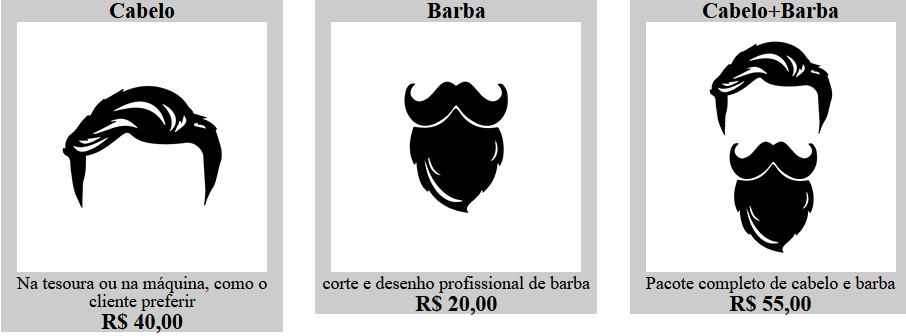 Cabelo
Na tesoura ou na máquina, como o
cliente preferir
R$ 40,00
Barba
corte e desenho profissional de barba
R$ 20,00
Cabelo+Barba
Pacote completo de cabelo e barba
R$ 55,00